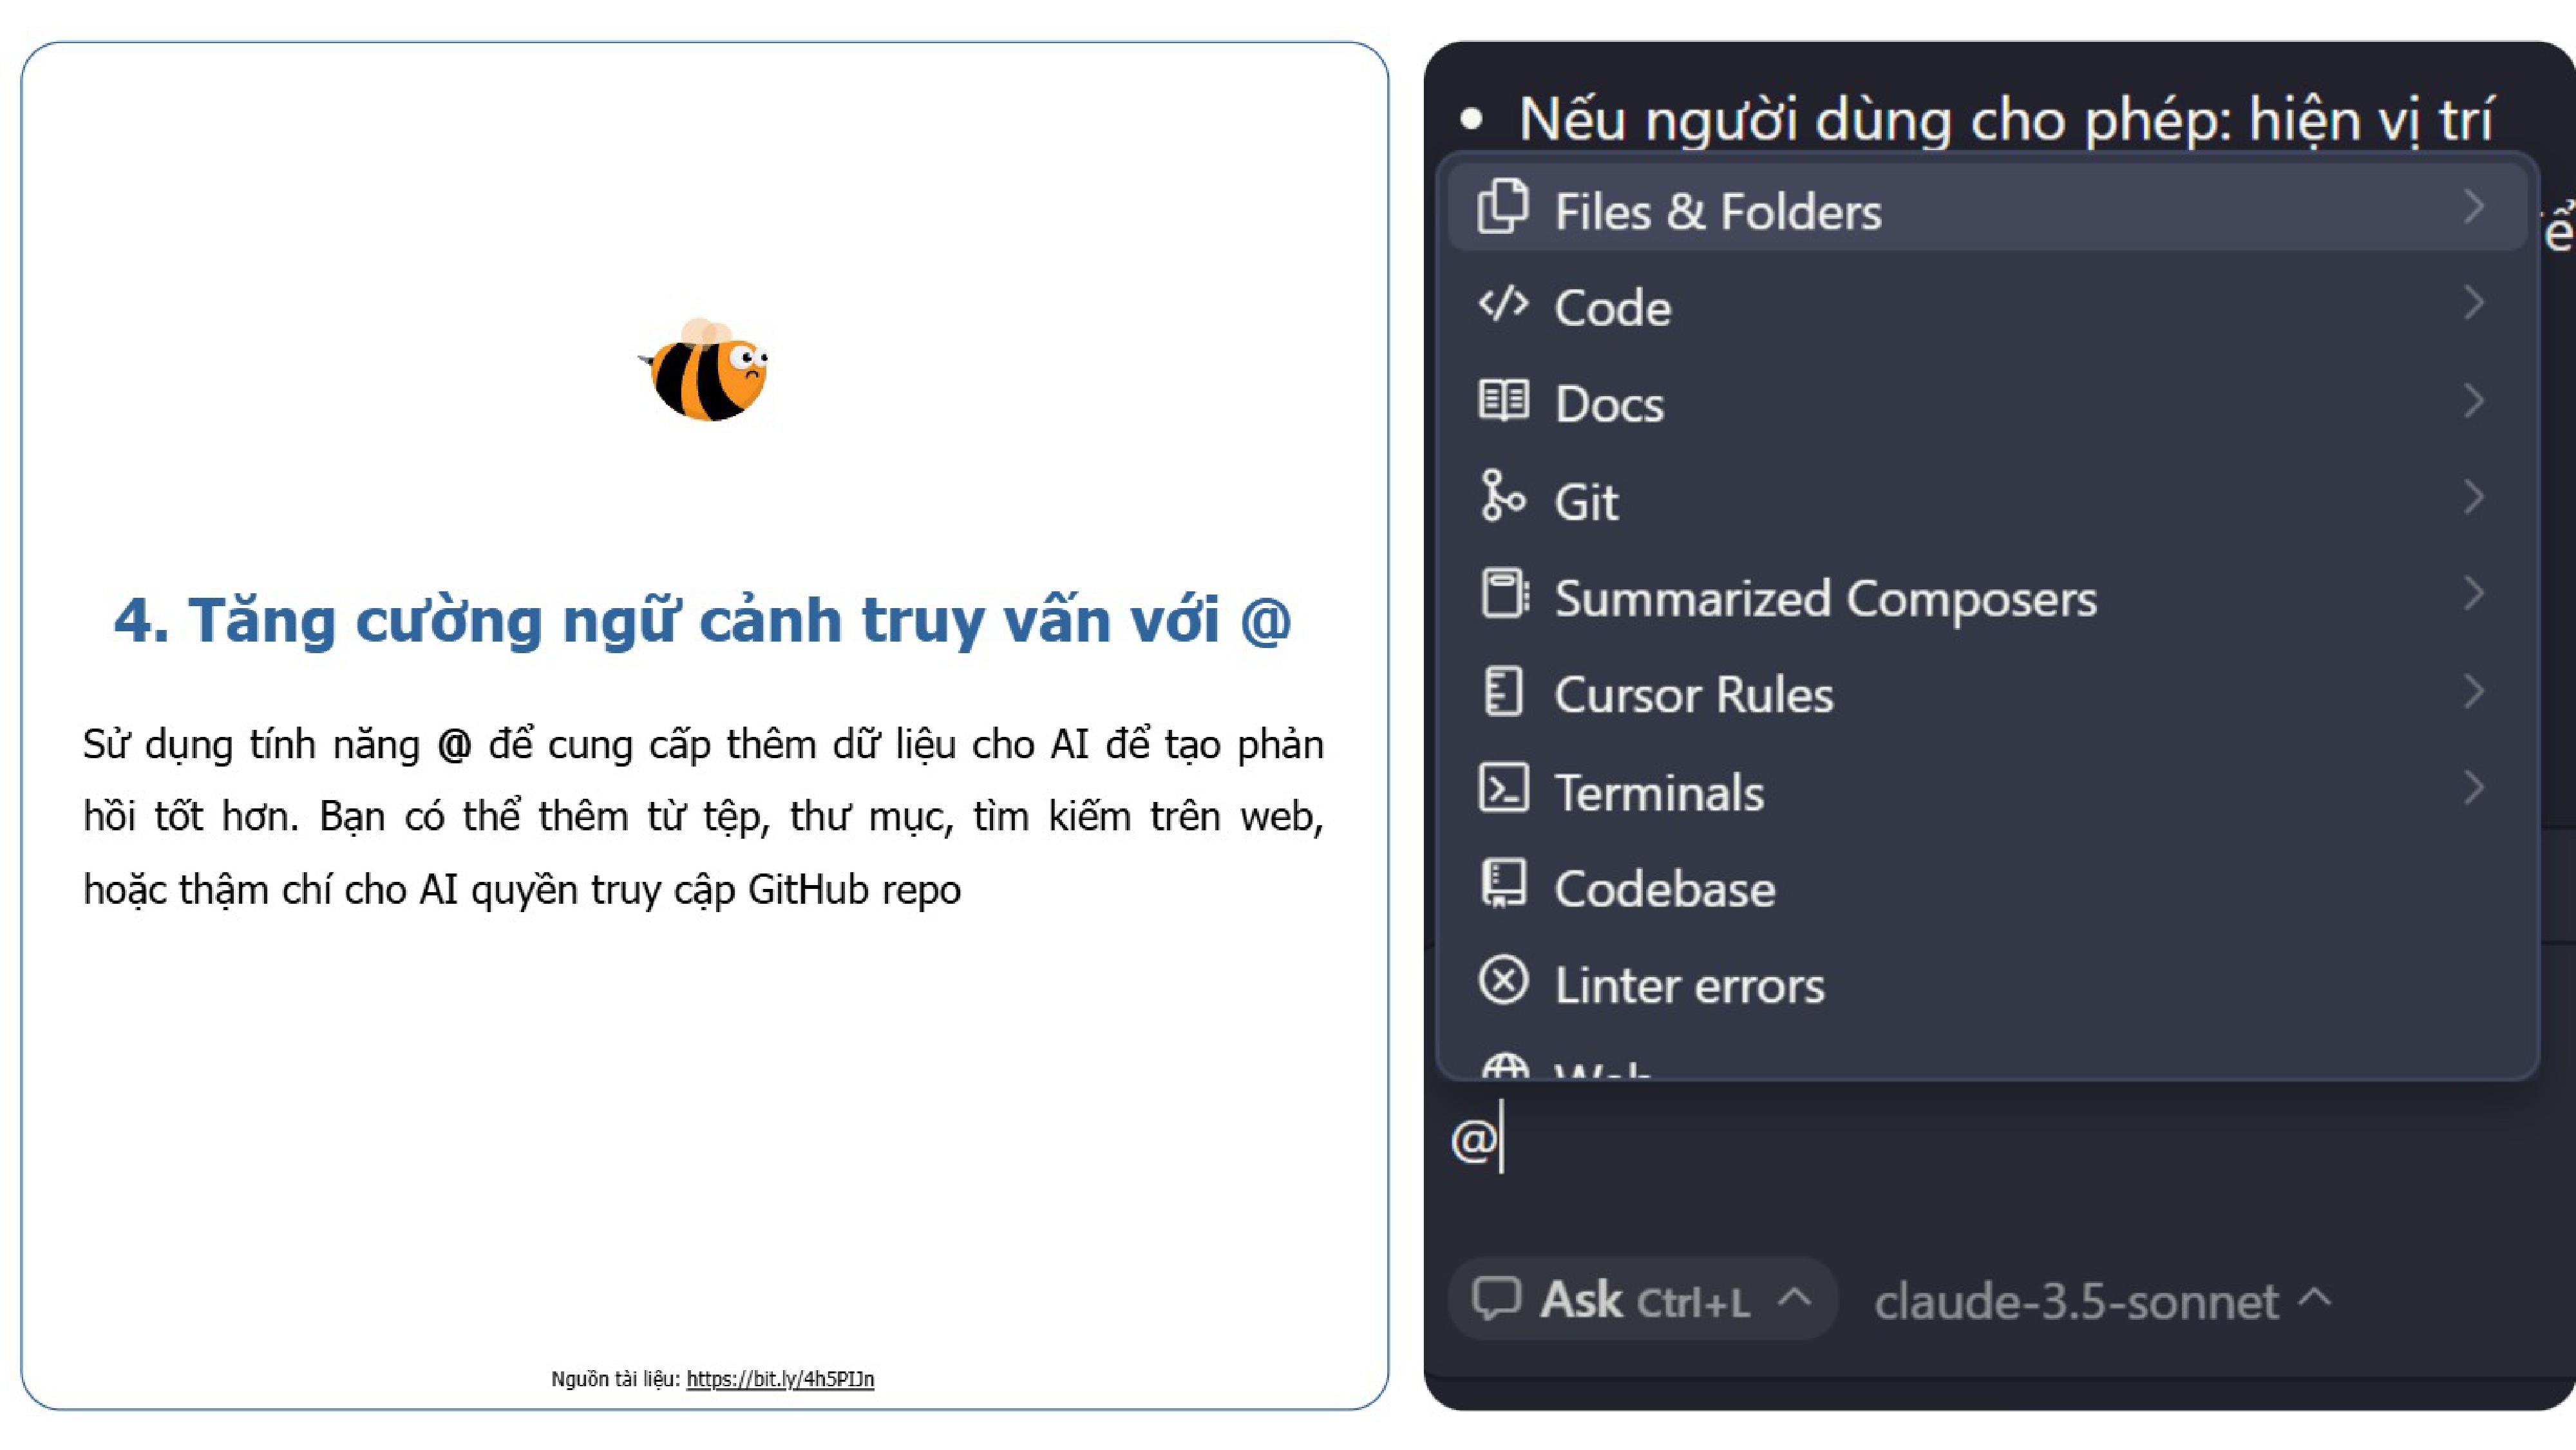 4. Tăng cường ngữ cảnh truy vấn với @
Sử dụng tính năng @ để cung cấp thêm dữ liệu cho AI để tạo phản
hồi tốt hơn. Bạn có thể thêm từ tệp, thư mục, tìm kiếm trên web,
hoặc thậm chí cho AI quyền truy cập GitHub repo
Nguồn tài liệu: https://bit.ly/4h5PIJn
• Nếu người dùng cho phép: hiện vị trí
Files & Folders
Code
Docs
Git
Summarized Composers
Cursor Rules
Terminals
Codebase
Linter errors
Web
@
Ask Ctrl+L claude-3.5-sonnet